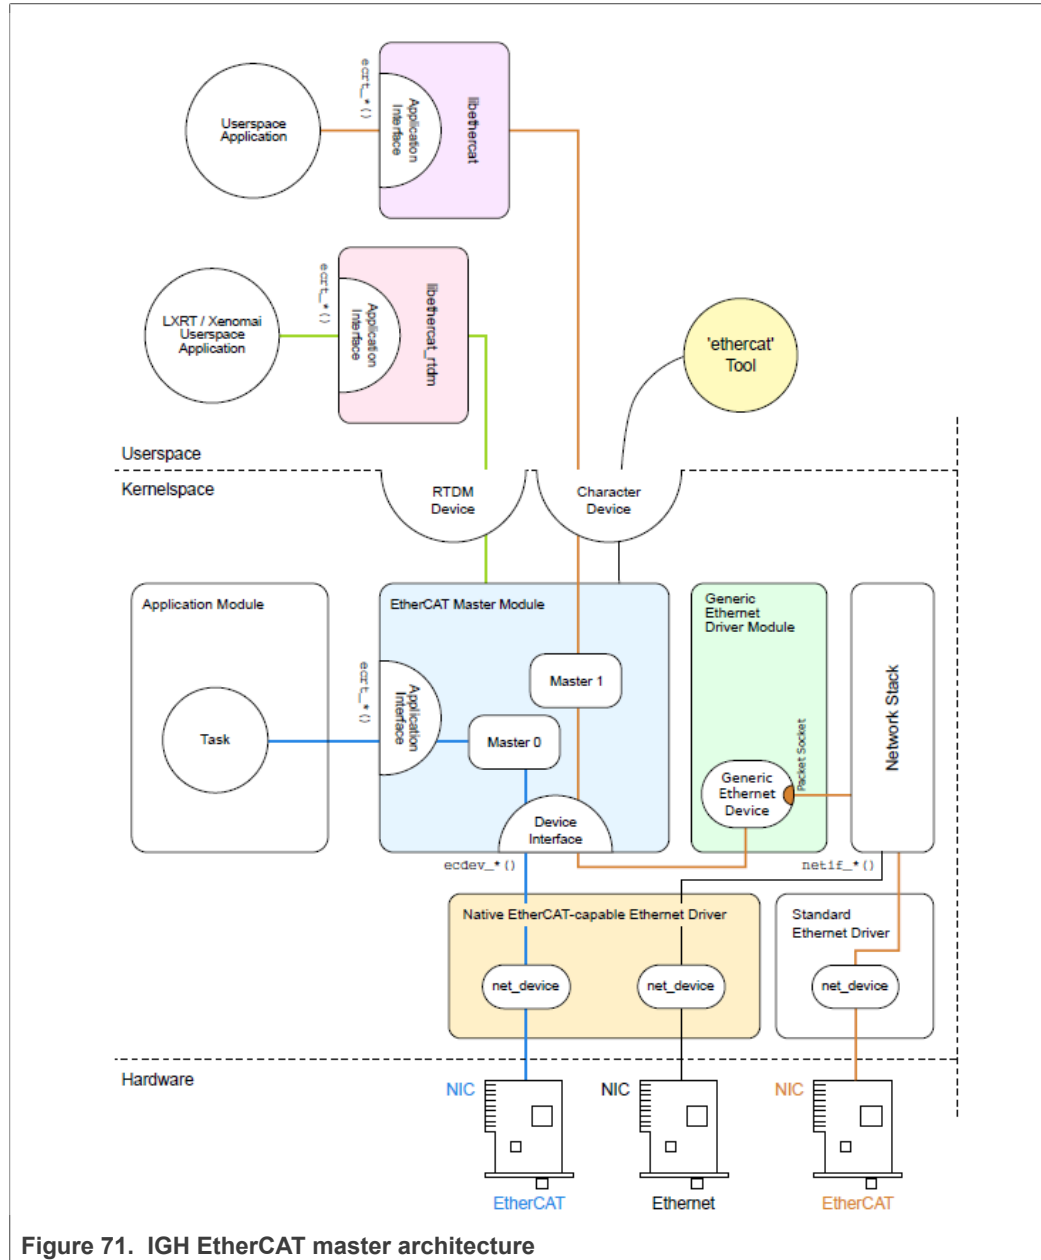 ecrt_*()
Application
Interface
libethercat
Userspace
Application
ecrt_*()
Application
Interface
libethercat_rtdm
LXRT / Xenomai
Userspace
Application
'ethercat'
Tool
Userspace
Kernelspace
RTDM
Device
Character
Device
Application Module
EtherCAT Master Module
Generic
Ethernet
Driver Module
ecrt_*()
Application
Interface
Master 1
Master 0
Task
Network Stack
Packet Socket
Generic
Ethernet
Device
Device
Interface
ecdev_*()
netif_*()
Native EtherCAT-capable Ethernet Driver
Standard
Ethernet Driver
net_device
net_device
net_device
Hardware
NIC
NIC
NIC
EtherCAT
Ethernet
EtherCAT
Figure 71. IGH EtherCAT master architecture